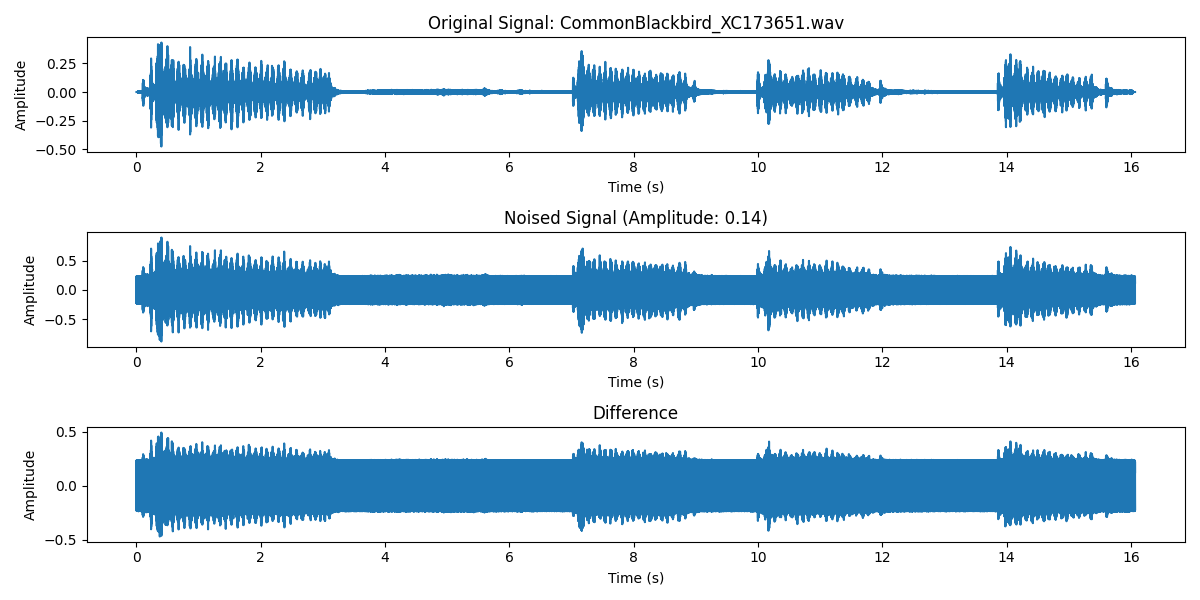 Original Signal: CommonBlackbird_XC173651.wav
0.25
0.00
−0.25
−0.50
Amplitude
0 2 4 6 8 10 12 14 16
Time (s)
Noised Signal (Amplitude: 0.14)
0.5
0.0
−0.5
Amplitude
0 2 4 6 8 10 12 14 16
Time (s)
Difference
0.5
0.0
−0.5
Amplitude
0 2 4 6 8 10 12 14 16
Time (s)